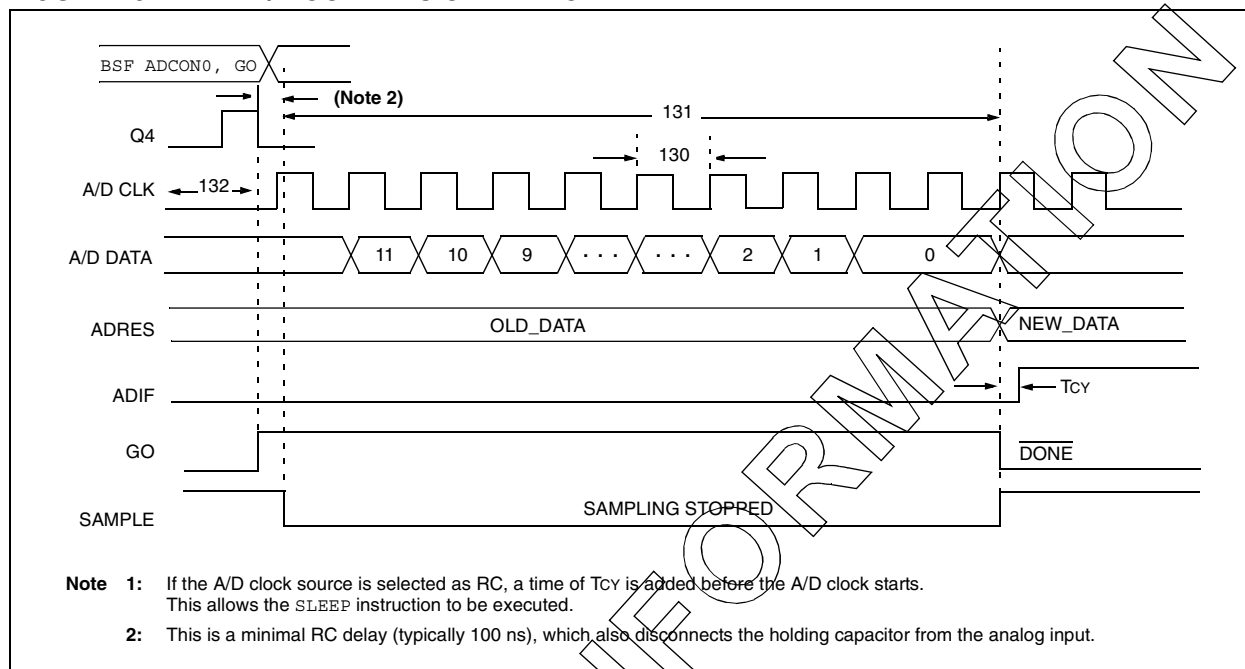 BSF ADCON0, GO
(Note 2)
131
Q4
130
A/D CLK
132
A/D DATA
11
10
9
. . .
. . .
2
1
0
ADRES
OLD_DATA
NEW_DATA
ADIF
TCY
GO
DONE
SAMPLE
SAMPLING STOPPED
Note 1: If the A/D clock source is selected as RC, a time of TCY is added before the A/D clock starts.
This allows the SLEEP instruction to be executed.
2: This is a minimal RC delay (typically 100 ns), which also disconnects the holding capacitor from the analog input.
FORMATION